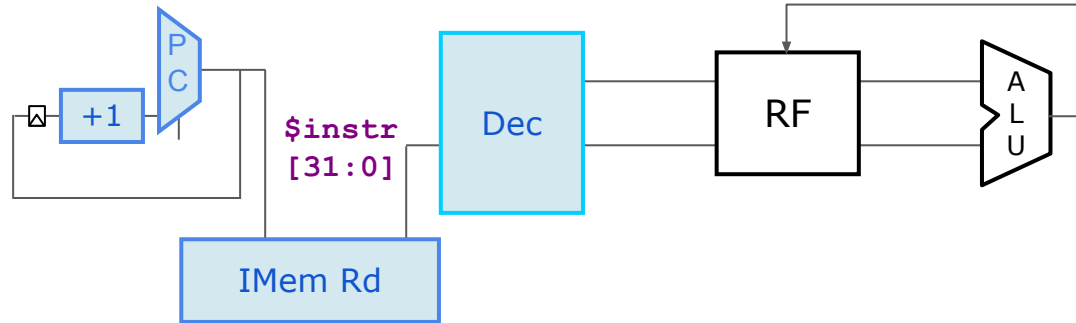 P
C
+1
$instr
[31:0]
Dec
RF
A
L
U
IMem Rd